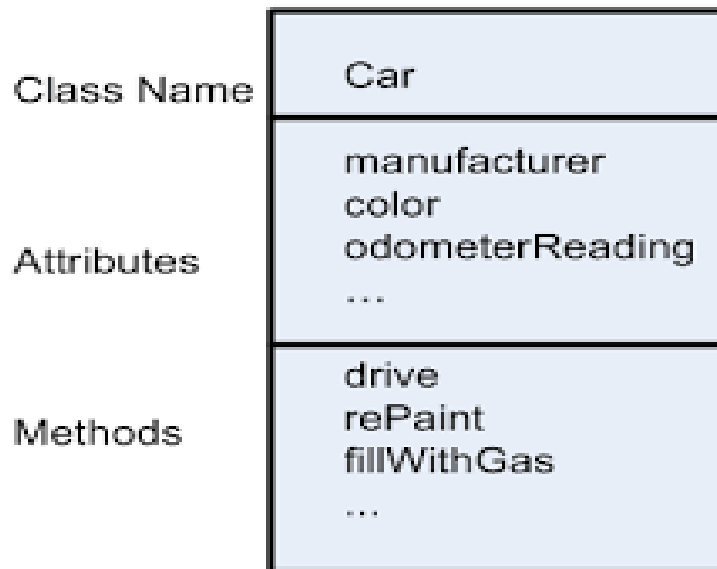 Class Name
Car
Attributes
manufacturer
color
odometerReading
...
Methods
drive
rePaint
fillWithGas
...